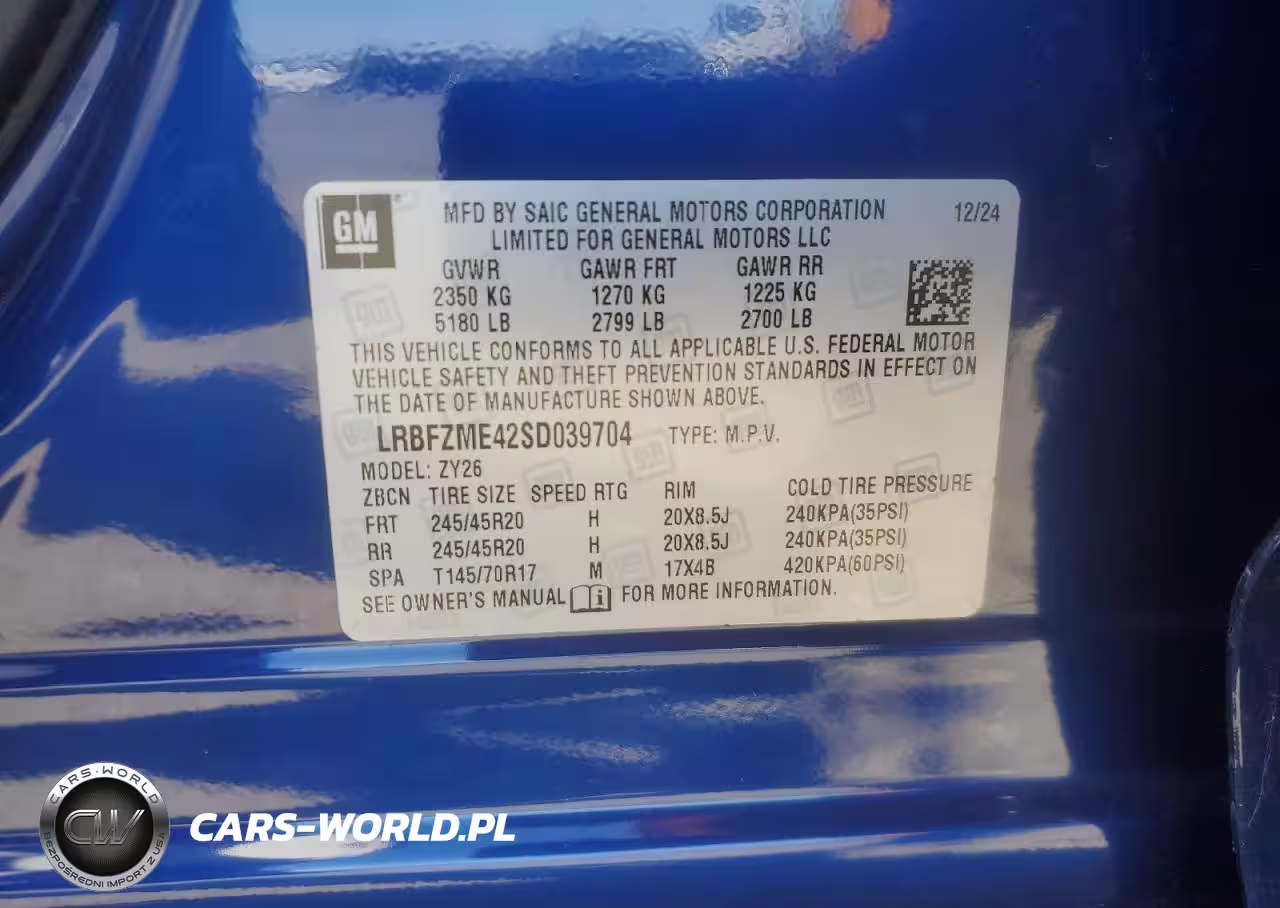 GM
MFD BY SAIC GENERAL MOTORS CORPORATION 12/24
LIMITED FOR GENERAL MOTORS LLC
GVWR GAWR FRT GAWR RR
2350 KG 1270 KG 1225 KG
5180 LB 2799 LB 2700 LB
THIS VEHICLE CONFORMS TO ALL APPLICABLE U.S. FEDERAL MOTOR
VEHICLE SAFETY AND THEFT PREVENTION STANDARDS IN EFFECT ON
THE DATE OF MANUFACTURE SHOWN ABOVE.
LRBFZME42SD039704 TYPE: M.P.V.
MODEL: ZY26
ZBCN TIRE SIZE SPEED RTG RIM COLD TIRE PRESSURE
FRT 245/45R20 H 20X8.5J 240KPA(35PSI)
RR 245/45R20 H 20X8.5J 240KPA(35PSI)
SPA T145/70R17 M 17X4B 420KPA(60PSI)
SEE OWNER'S MANUAL FOR MORE INFORMATION.
CARS-WORLD
CW
BEZPOŚREDNI IMPORT Z USA
CARS-WORLD.PL